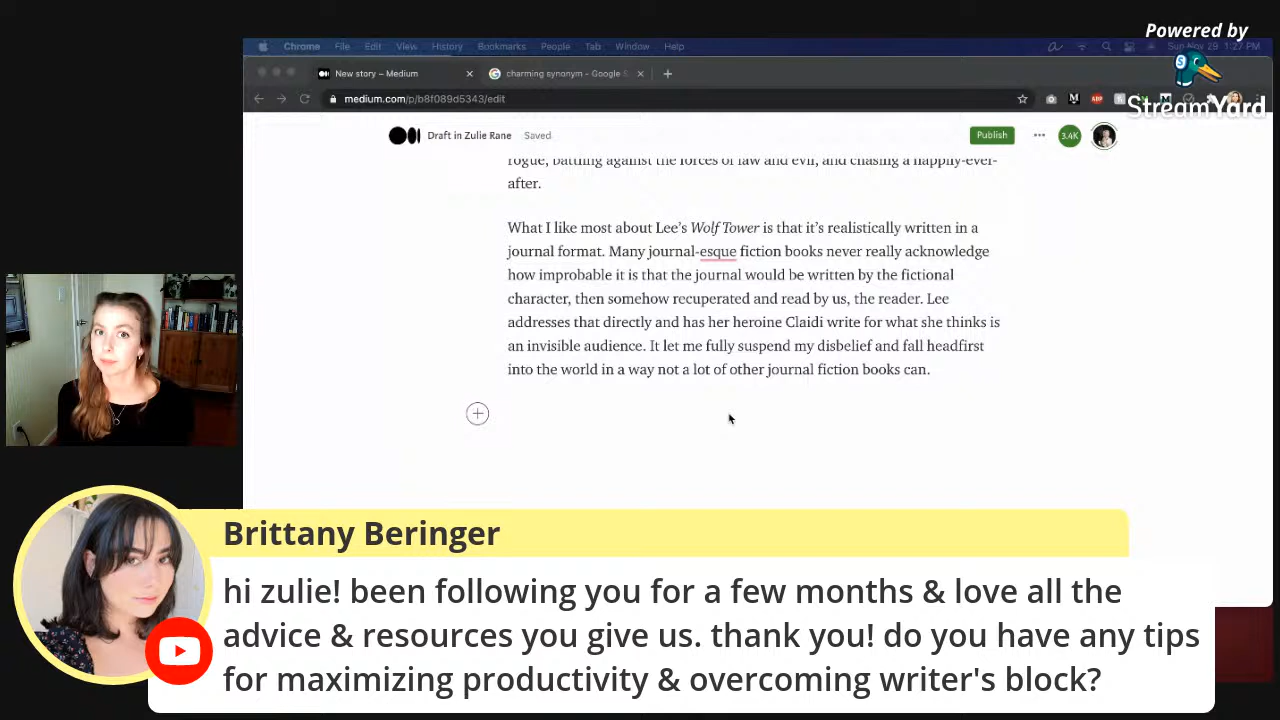 Powered by
StreamYard
Chrome File Edit View History Bookmarks People Tab Window Help
Sun Nov 29 1:27 PM
New story – Medium
charming synonym - Google
medium.com/p/b8f089d5343/edit
Draft in Zulie Rane Saved
Publish
3.4K
rogue, battling against the forces of law and evil, and chasing a happily-ever-
after.
What I like most about Lee’s Wolf Tower is that it’s realistically written in a
journal format. Many journal-esque fiction books never really acknowledge
how improbable it is that the journal would be written by the fictional
character, then somehow recuperated and read by us, the reader. Lee
addresses that directly and has her heroine Claidi write for what she thinks is
an invisible audience. It let me fully suspend my disbelief and fall headfirst
into the world in a way not a lot of other journal fiction books can.
Brittany Beringer
hi zulie! been following you for a few months & love all the
advice & resources you give us. thank you! do you have any tips
for maximizing productivity & overcoming writer's block?